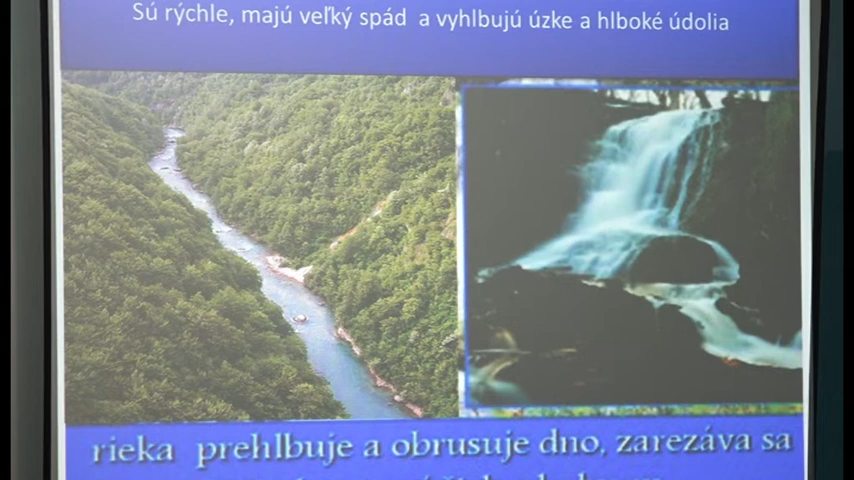 Sú rýchle, majú veľký spád a vyhlbujú úzke a hlboké údolia
rieka prehlbuje a obrusuje dno, zarezáva sa